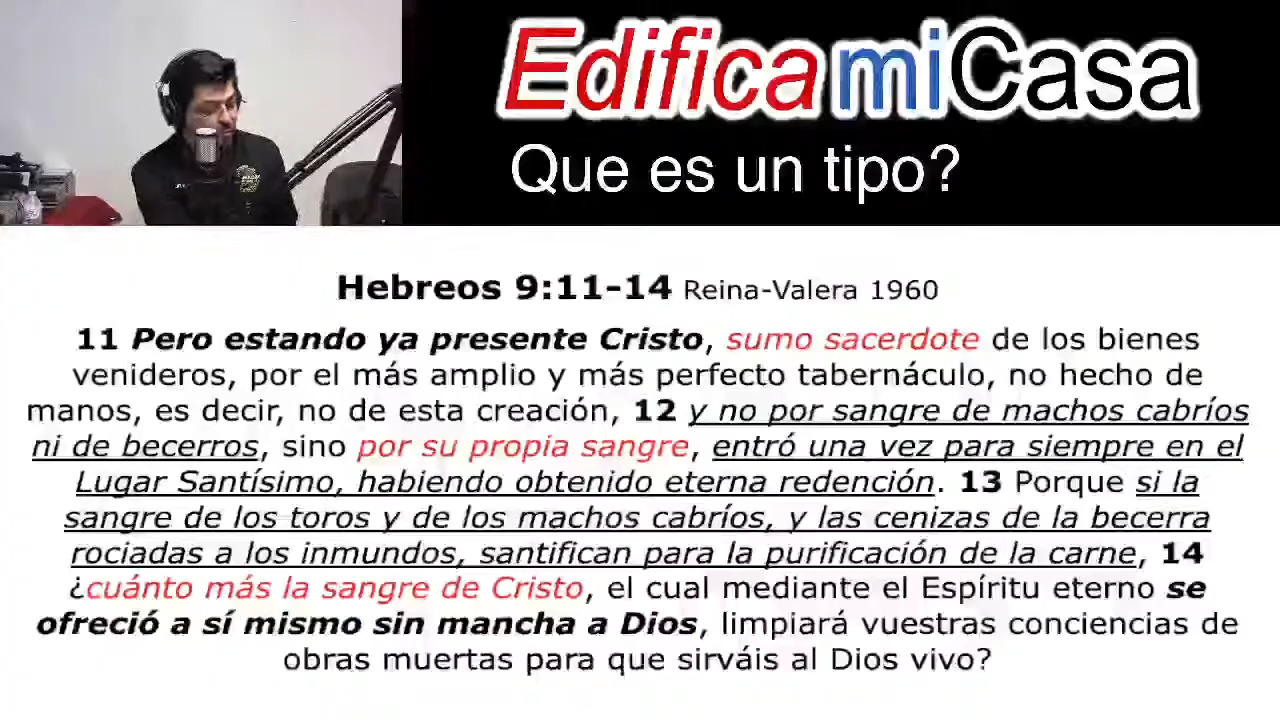 EdificamiCasa
Que es un tipo?
Hebreos 9:11-14 Reina-Valera 1960
11 Pero estando ya presente Cristo, sumo sacerdote de los bienes
venideros, por el más amplio y más perfecto tabernáculo, no hecho de
manos, es decir, no de esta creación, 12 y no por sangre de machos cabríos
ni de becerros, sino por su propia sangre, entró una vez para siempre en el
Lugar Santísimo, habiendo obtenido eterna redención. 13 Porque si la
sangre de los toros y de los machos cabríos, y las cenizas de la becerra
rociadas a los inmundos, santifican para la purificación de la carne, 14
¿cuánto más la sangre de Cristo, el cual mediante el Espíritu eterno se
ofreció a sí mismo sin mancha a Dios, limpiará vuestras conciencias de
obras muertas para que sirváis al Dios vivo?